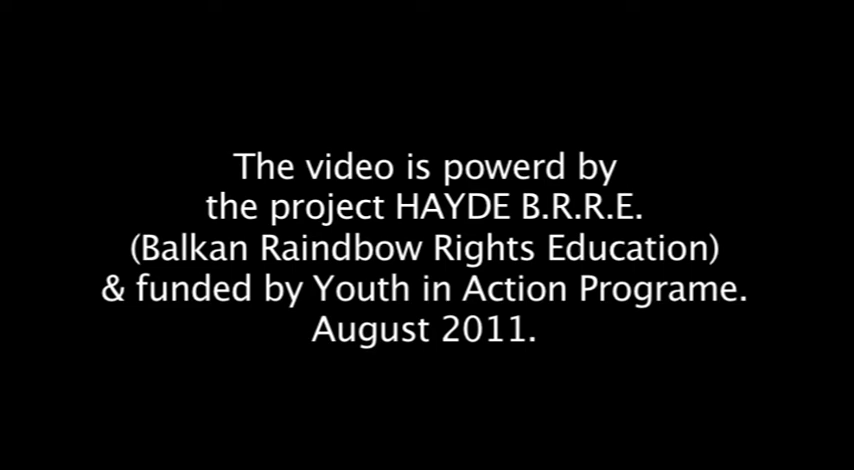 The video is powerd by
the project HAYDE B.R.R.E.
(Balkan Raindbow Rights Education)
& funded by Youth in Action Programe.
August 2011.